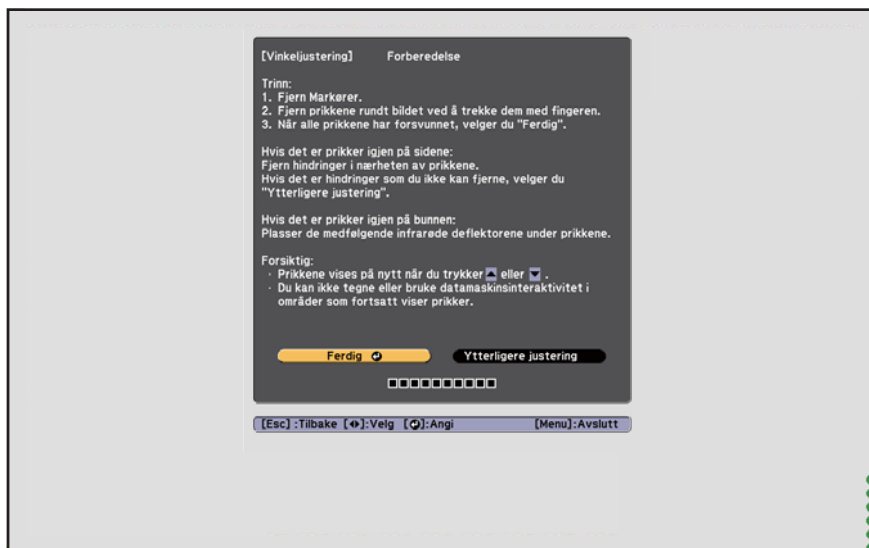 [Vinkeljustering] Forberedelse
Trinn:
1. Fjern Markører.
2. Fjern prikkene rundt bildet ved å trekke dem med fingeren.
3. Når alle prikkene har forsvunnet, velger du "Ferdig".
Hvis det er prikker igjen på sidene:
Fjern hindringer i nærheten av prikkene.
Hvis det er hindringer som du ikke kan fjerne, velger du
"Ytterligere justering".
Hvis det er prikker igjen på bunnen:
Plasser de medfølgende infrarøde deflektorene under prikkene.
Forsiktig:
· Prikkene vises på nytt når du trykker ▲ eller ▼ .
· Du kan ikke tegne eller bruke datamaskinsinteraktivitet i
områder som fortsatt viser prikker.
Ferdig Ytterligere justering
[Esc] :Tilbake [◆]:Velg [⏎]:Angi [Menu]:Avslutt